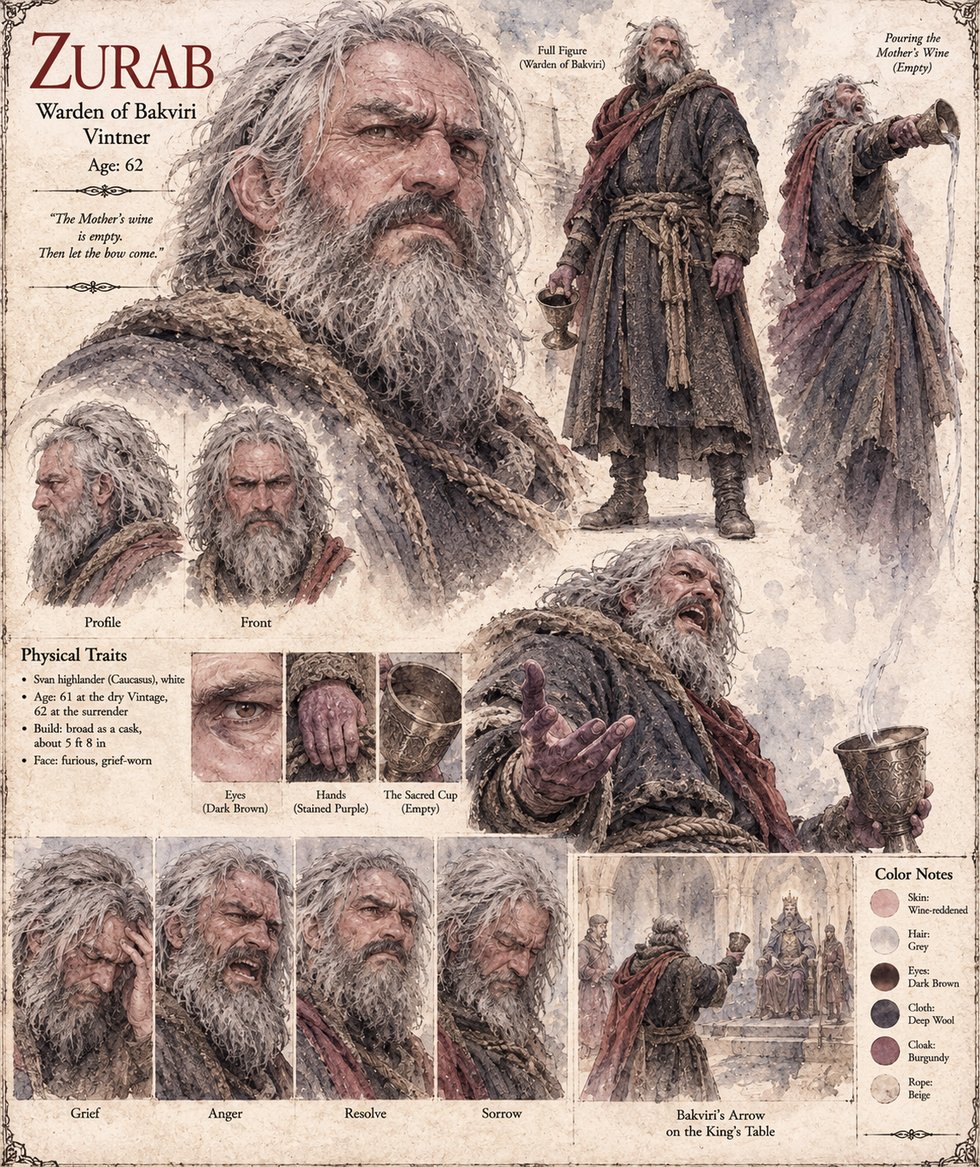 ZURAB
Warden of Bakviri
Vintner
Age: 62
“The Mother’s wine
is empty.
Then let the bow come.”
Full Figure
(Warden of Bakviri)
Pouring the
Mother’s Wine
(Empty)
Profile
Front
Physical Traits
• Svan highlander (Caucasus), white
• Age: 61 at the dry Vintage,
62 at the surrender
• Build: broad as a cask,
about 5 ft 8 in
• Face: furious, grief-worn
Eyes
(Dark Brown)
Hands
(Stained Purple)
The Sacred Cup
(Empty)
Grief
Anger
Resolve
Sorrow
Bakviri’s Arrow
on the King’s Table
Color Notes
Skin:
Wine-reddened
Hair:
Grey
Eyes:
Dark Brown
Cloth:
Deep Wool
Cloak:
Burgundy
Rope:
Beige